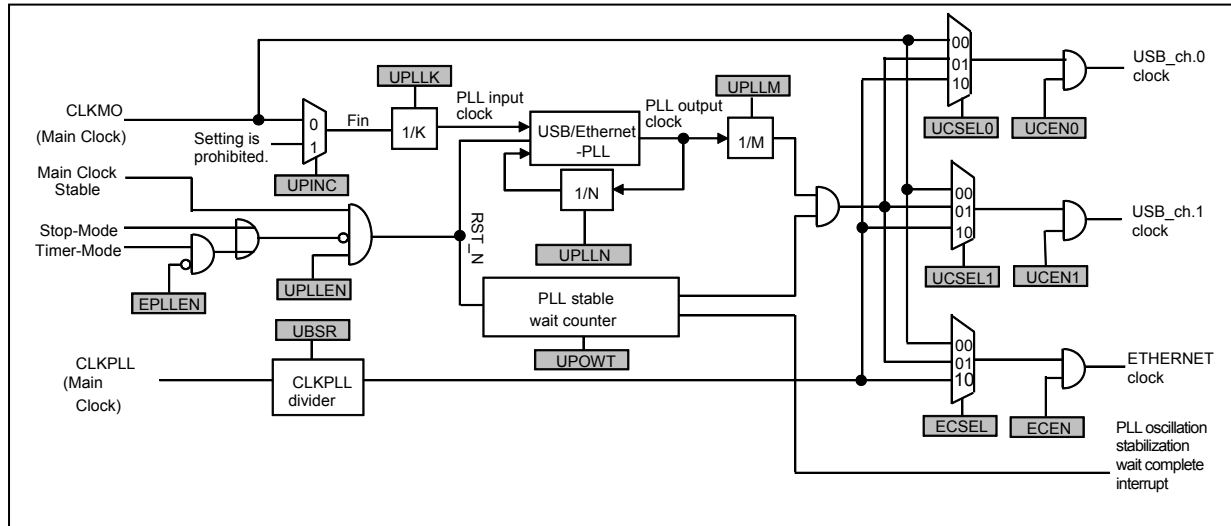 CLKMO
(Main Clock)
Setting is
prohibited.
0
1
UPINC
Fin
UPLLK
1/K
PLL input
clock
USB/Ethernet
-PLL
PLL output
clock
UPLLM
1/M
1/N
UPLLN
Main Clock
Stable
Stop-Mode
Timer-Mode
EPLLEN
UPLLEN
RST_N
PLL stable
wait counter
UPOWT
UBSR
CLKPLL
(Main
Clock)
CLKPLL
divider
00
01
10
UCSEL0
UCEN0
USB_ch.0
clock
00
01
10
UCSEL1
UCEN1
USB_ch.1
clock
00
01
10
ECSEL
ECEN
ETHERNET
clock
PLL oscillation
stabilization
wait complete
interrupt